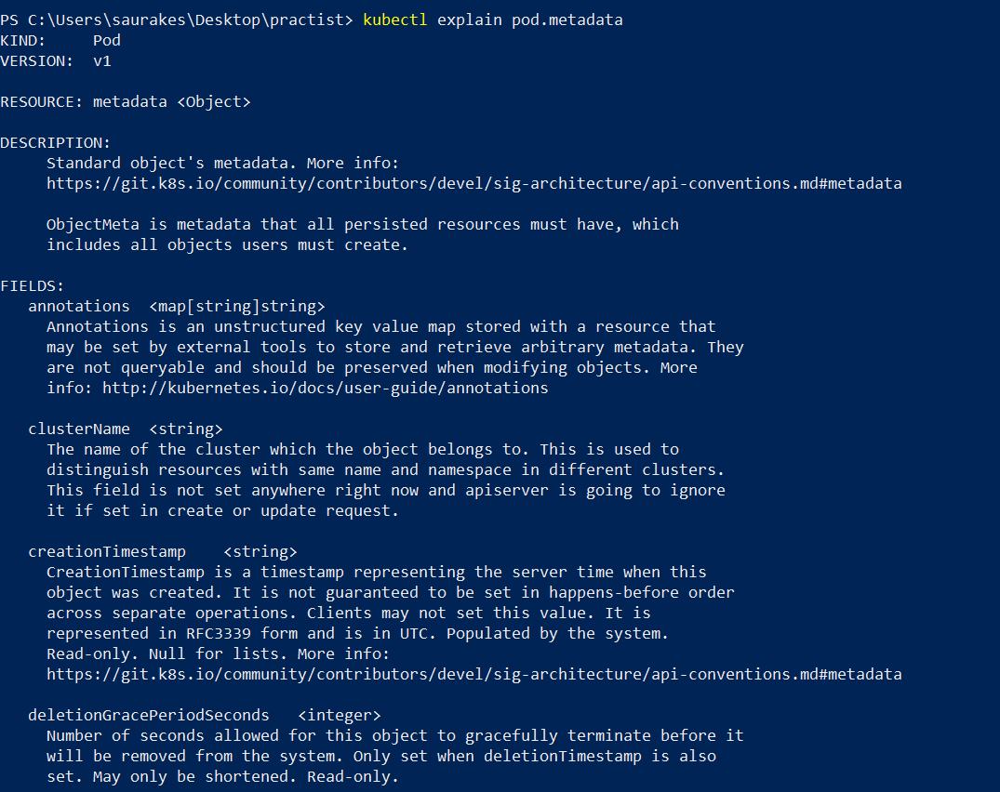 PS C:\Users\saurakes\Desktop\practist> kubectl explain pod.metadata
KIND:     Pod
VERSION:  v1

RESOURCE: metadata <Object>

DESCRIPTION:
     Standard object's metadata. More info:
     https://git.k8s.io/community/contributors/devel/sig-architecture/api-conventions.md#metadata

     ObjectMeta is metadata that all persisted resources must have, which
     includes all objects users must create.

FIELDS:
   annotations  <map[string]string>
     Annotations is an unstructured key value map stored with a resource that
     may be set by external tools to store and retrieve arbitrary metadata. They
     are not queryable and should be preserved when modifying objects. More
     info: http://kubernetes.io/docs/user-guide/annotations

   clusterName  <string>
     The name of the cluster which the object belongs to. This is used to
     distinguish resources with same name and namespace in different clusters.
     This field is not set anywhere right now and apiserver is going to ignore
     it if set in create or update request.

   creationTimestamp    <string>
     CreationTimestamp is a timestamp representing the server time when this
     object was created. It is not guaranteed to be set in happens-before order
     across separate operations. Clients may not set this value. It is
     represented in RFC3339 form and is in UTC. Populated by the system.
     Read-only. Null for lists. More info:
     https://git.k8s.io/community/contributors/devel/sig-architecture/api-conventions.md#metadata

   deletionGracePeriodSeconds   <integer>
     Number of seconds allowed for this object to gracefully terminate before it
     will be removed from the system. Only set when deletionTimestamp is also
     set. May only be shortened. Read-only.